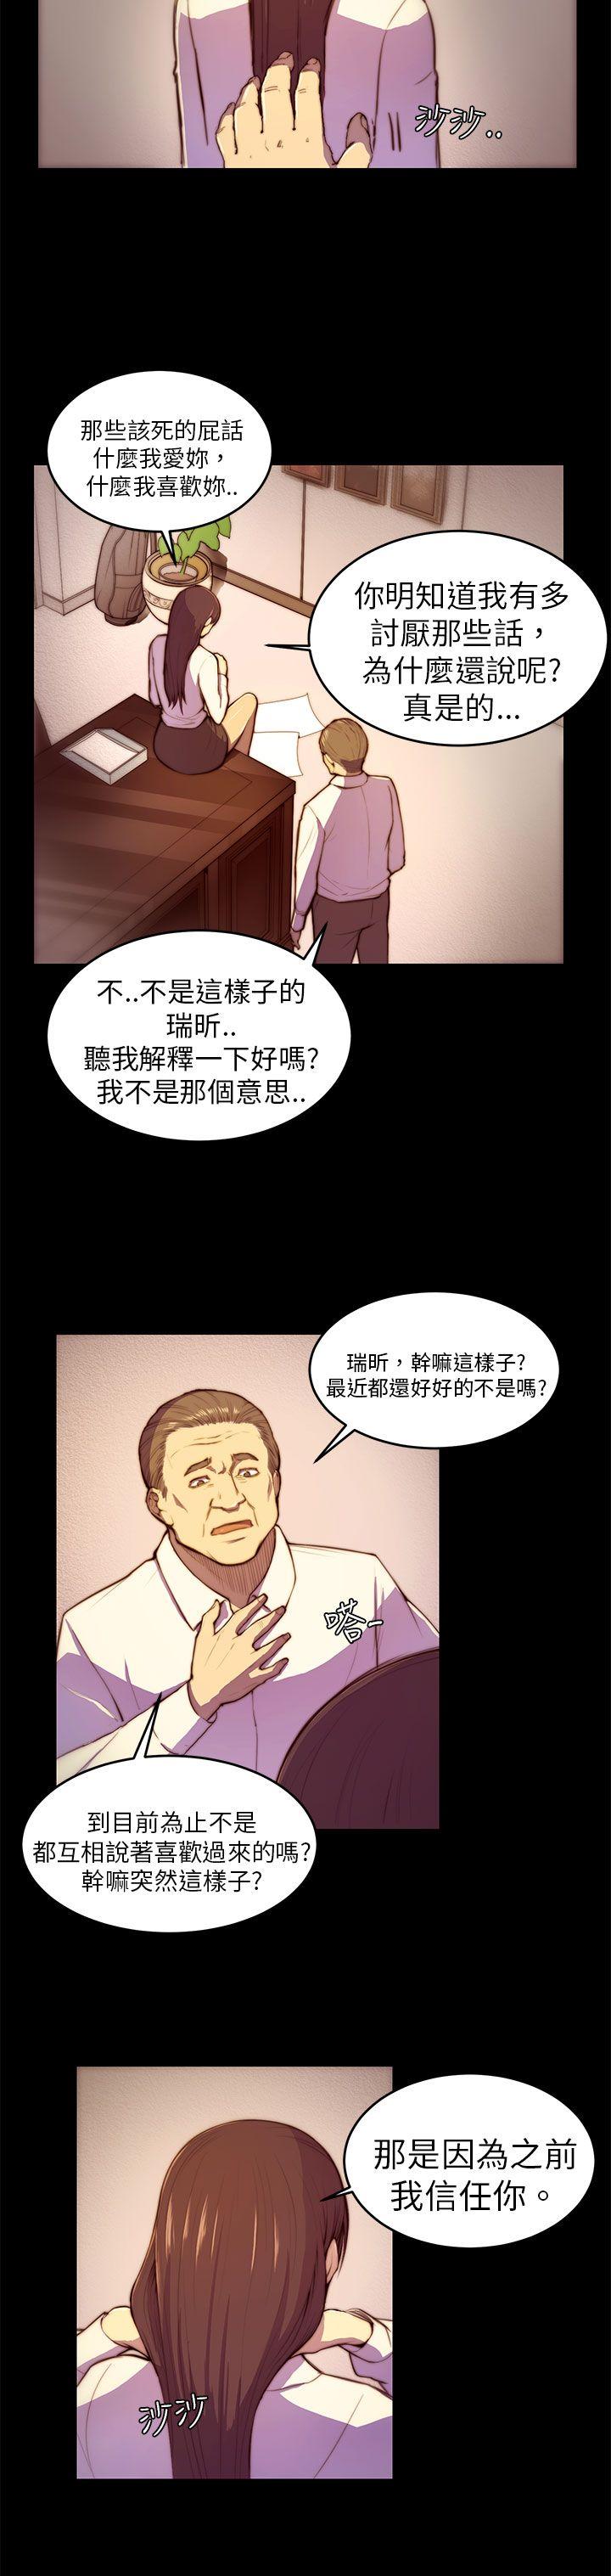 沙沙..
那些該死的屁話
什麼我愛妳，
什麼我喜歡妳..
你明知道我有多
討厭那些話，
為什麼還說呢?
真是的...
不..不是這樣子的
瑞昕..
聽我解釋一下好嗎?
我不是那個意思..
瑞昕，幹嘛這樣子?
最近都還好好的不是嗎?
嗒-
到目前為止不是
都互相說著喜歡過來的嗎?
幹嘛突然這樣子?
那是因為之前
我信任你。
沙沙